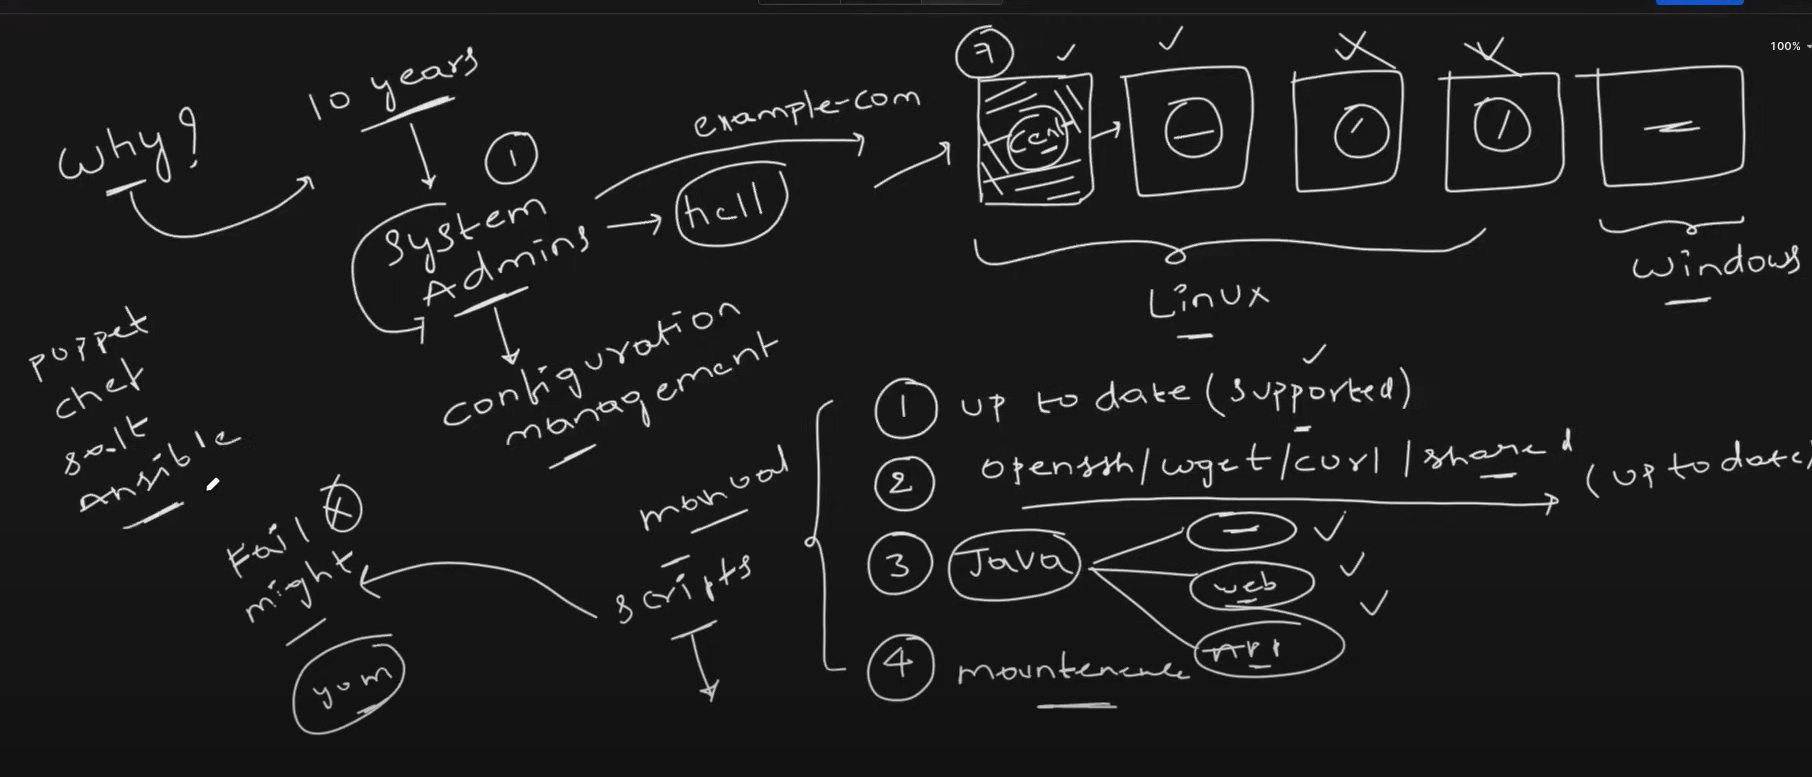 100%
why?
10 years
1
System
Admins
example.com
hcll
configuration
management
puppet
chef
salt
Ansible
Fail
might
yum
manual
scripts
7
cent
Linux
windows
1 up to date (supported)
2 openssh/wget/curl/shared (up to date)
3 Java
web
API
4 mountenence